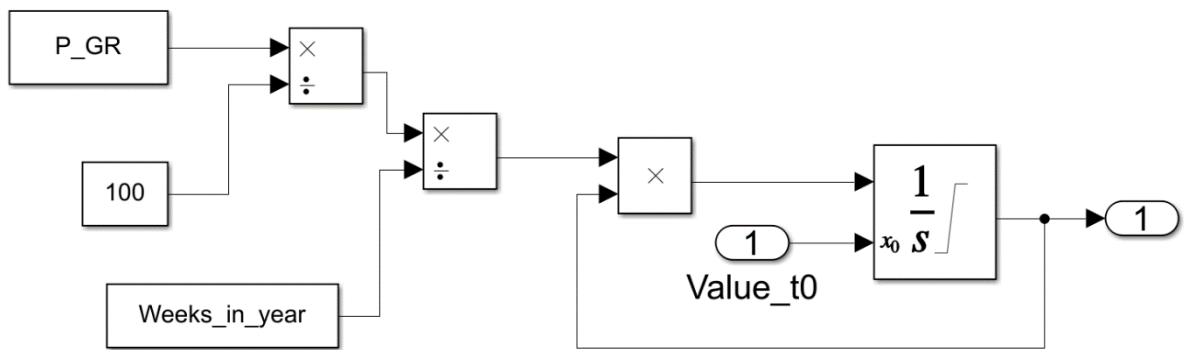 P_GR
×
÷
100
×
÷
Weeks_in_year
×
1
Value_t0
x₀
1
s
1